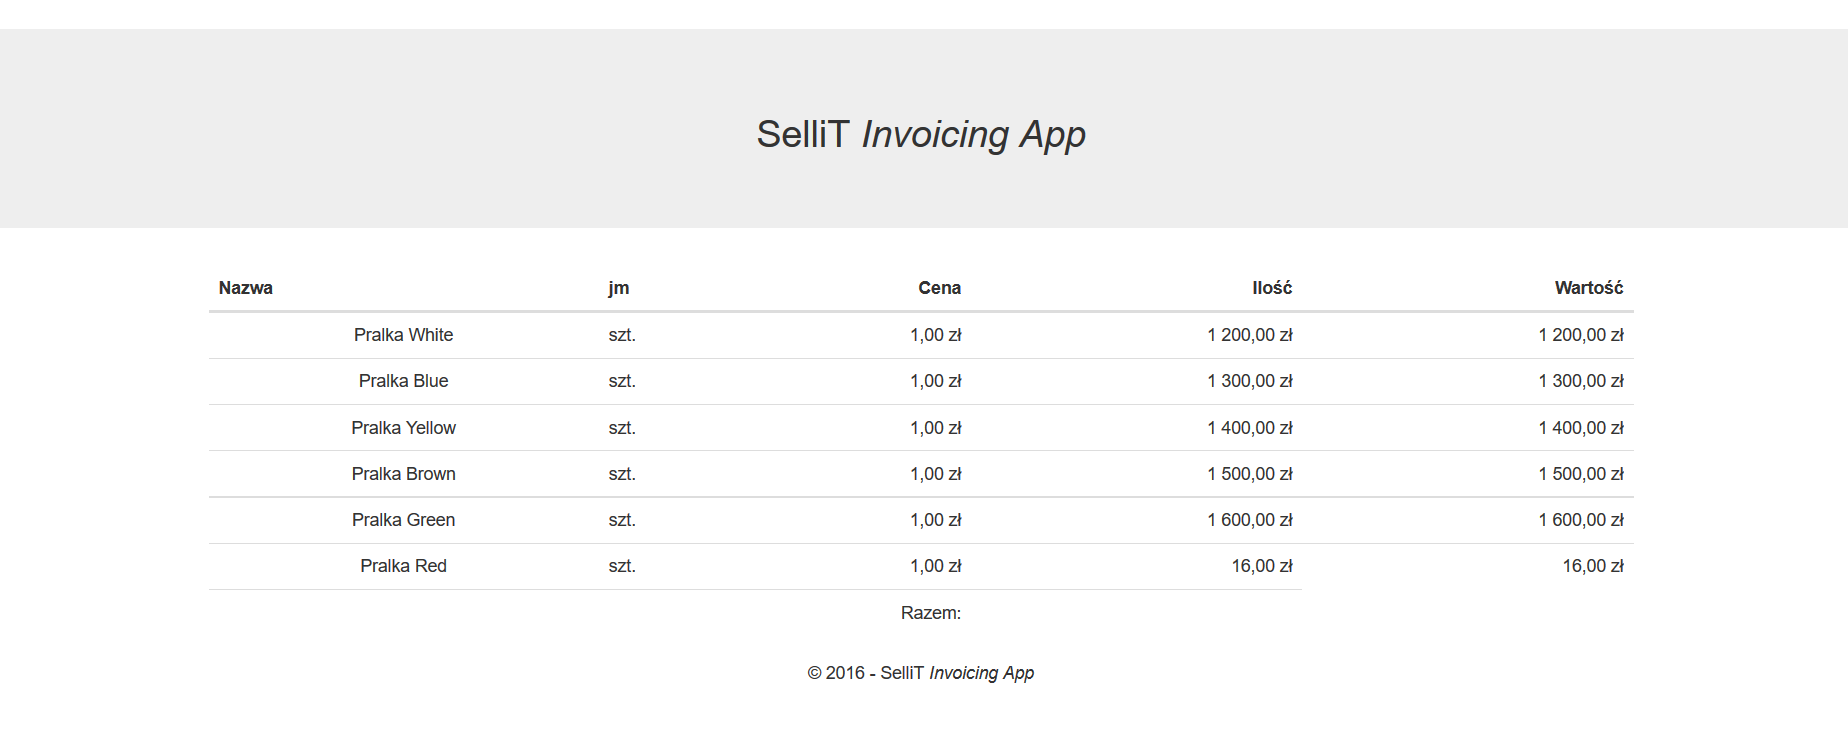 SelliT Invoicing App
Nazwa jm Cena Ilość Wartość
Pralka White szt. 1,00 zł 1 200,00 zł 1 200,00 zł
Pralka Blue szt. 1,00 zł 1 300,00 zł 1 300,00 zł
Pralka Yellow szt. 1,00 zł 1 400,00 zł 1 400,00 zł
Pralka Brown szt. 1,00 zł 1 500,00 zł 1 500,00 zł
Pralka Green szt. 1,00 zł 1 600,00 zł 1 600,00 zł
Pralka Red szt. 1,00 zł 16,00 zł 16,00 zł
Razem:
© 2016 - SelliT Invoicing App